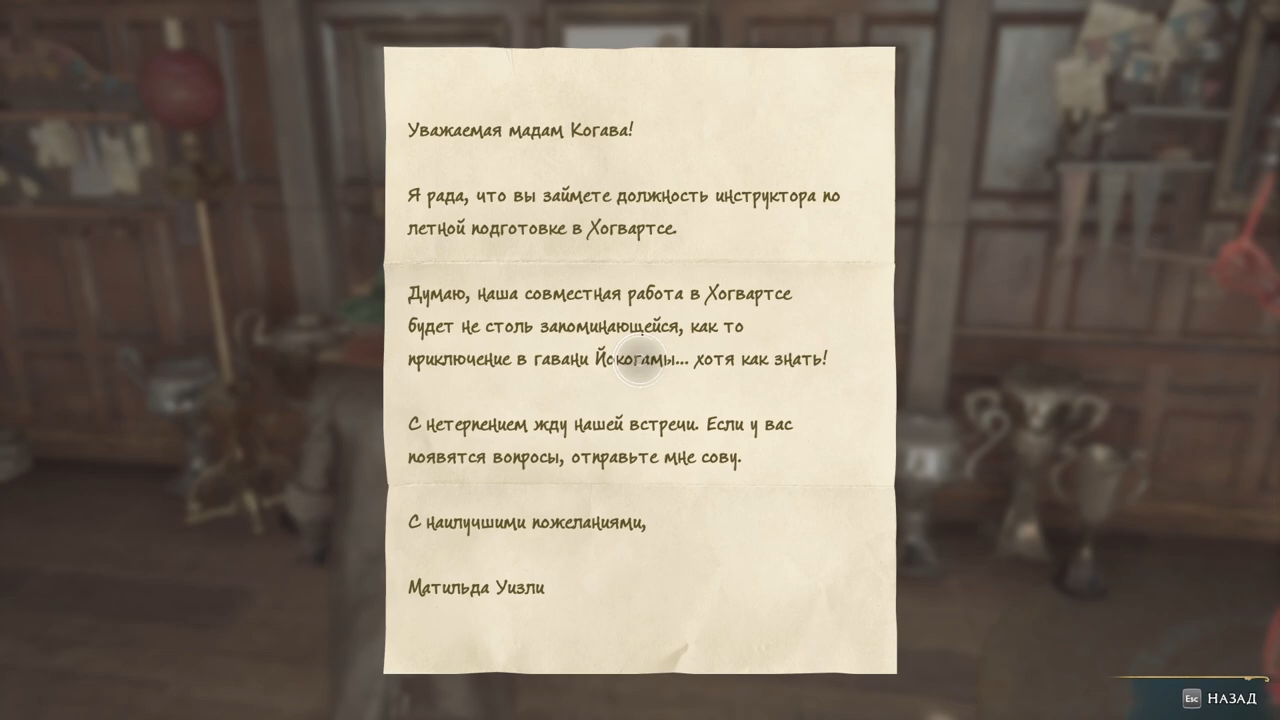 Уважаемая мадам Когава!
Я рада, что вы займете должность инструктора по
летной подготовке в Хогвартсе.
Думаю, наша совместная работа в Хогвартсе
будет не столь запоминающейся, как то
приключение в гавани Йокогамы... хотя как знать!
С нетерпением жду нашей встречи. Если у вас
появятся вопросы, отправьте мне сову.
С наилучшими пожеланиями,
Матильда Уизли
Esc НАЗАД